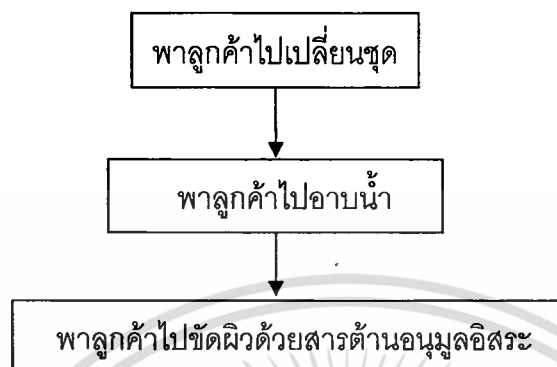 พาลูกค้าไปเปลี่ยนชุด
พาลูกค้าไปอาบน้ำ
พาลูกค้าไปขัดผิวด้วยสารต้านอนุมูลอิสระ